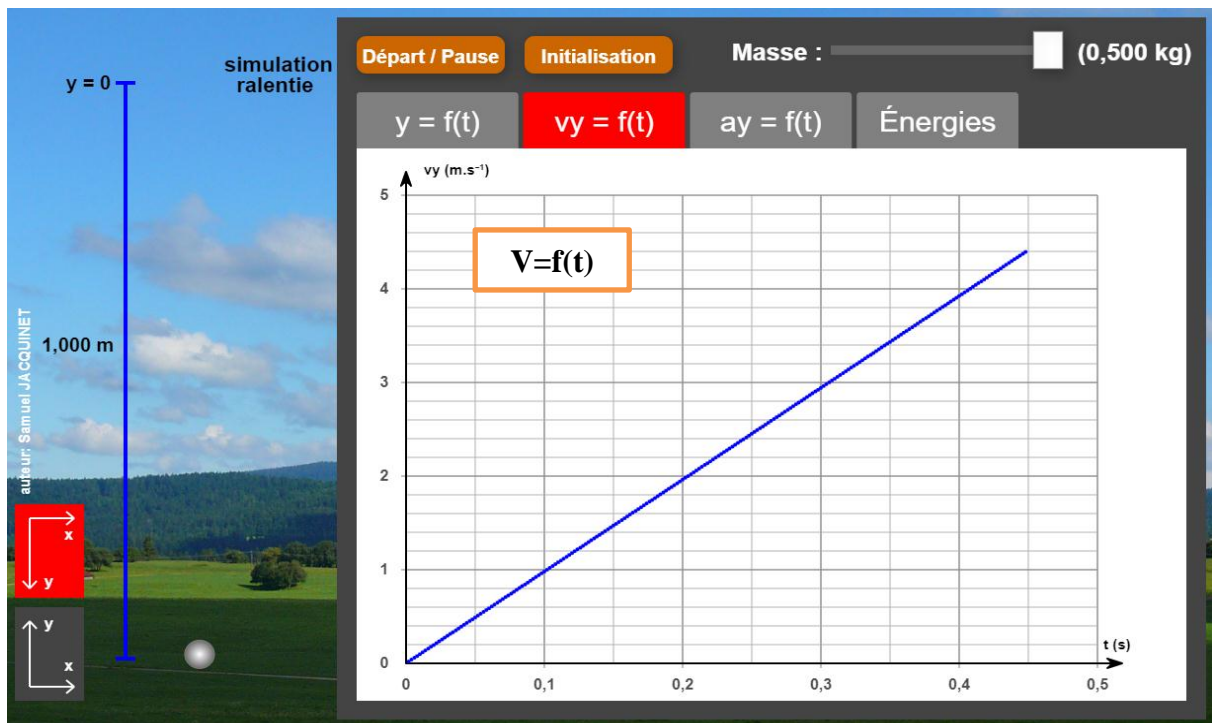 simulation
ralentie
y = 0
1,000 m
auteur: Samuel JACQUINET
x
y
y
x
Départ / Pause
Initialisation
Masse :
(0,500 kg)
y = f(t)
vy = f(t)
ay = f(t)
Énergies
vy (m.s⁻¹)
V=f(t)
5
4
3
2
1
0
t (s)
0
0,1
0,2
0,3
0,4
0,5